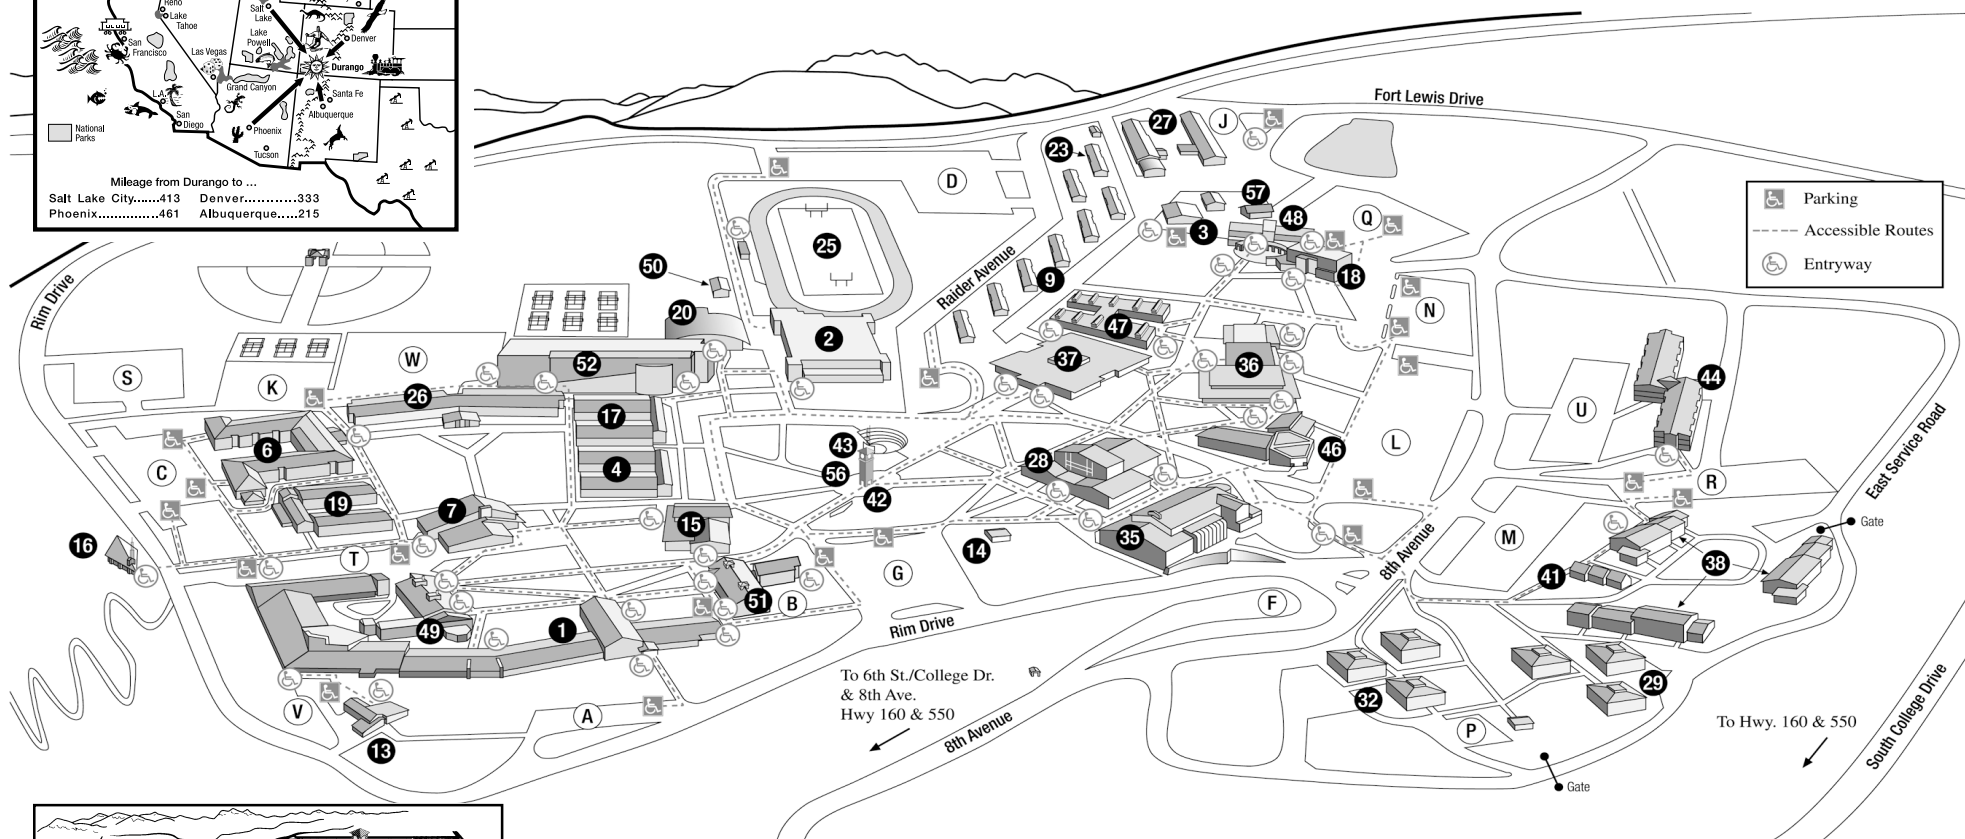 Reno
Lake
Tahoe
Salt
Lake
San
Francisco
Lake
Powell
Denver
Las Vegas
Durango
Grand Canyon
L.A.
Santa Fe
San
Diego
Albuquerque
Phoenix
National
Parks
Tucson
Mileage from Durango to ...
Salt Lake City......413 Denver............333
Phoenix..............461 Albuquerque....215
Fort Lewis Drive
27
J
23
D
57
48
Q
3
18
25
50
Raider Avenue
9
N
20
2
47
37
36
Rim Drive
S
K
W
52
26
17
6
4
43
56
42
28
46
L
U
44
East Service Road
R
C
19
7
15
14
35
8th Avenue
M
Gate
38
41
16
T
G
51
B
F
49
1
Rim Drive
V
13
A
To 6th St./College Dr.
& 8th Ave.
Hwy 160 & 550
8th Avenue
32
29
P
Gate
To Hwy. 160 & 550
South College Drive
Parking
Accessible Routes
Entryway